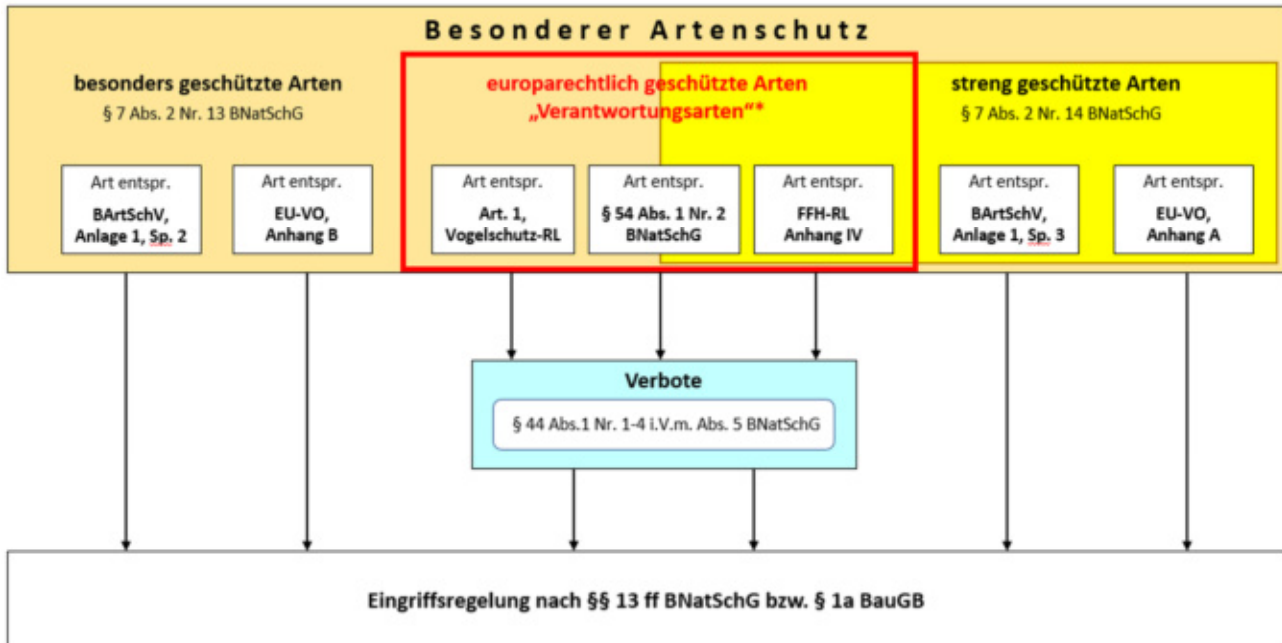 Besonderer Artenschutz
besonders geschützte Arten
§ 7 Abs. 2 Nr. 13 BNatSchG
europarechtlich geschützte Arten
„Verantwortungsarten“*
streng geschützte Arten
§ 7 Abs. 2 Nr. 14 BNatSchG
Art entspr.
BArtSchV,
Anlage 1, Sp. 2
Art entspr.
EU-VO,
Anhang B
Art entspr.
Art. 1,
Vogelschutz-RL
Art entspr.
§ 54 Abs. 1 Nr. 2
BNatSchG
Art entspr.
FFH-RL
Anhang IV
Art entspr.
BArtSchV,
Anlage 1, Sp. 3
Art entspr.
EU-VO,
Anhang A
Verbote
§ 44 Abs.1 Nr. 1-4 i.V.m. Abs. 5 BNatSchG
Eingriffsregelung nach §§ 13 ff BNatSchG bzw. § 1a BauGB